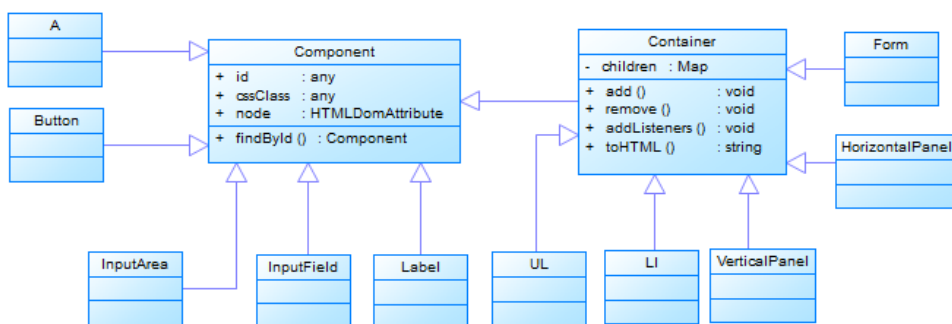 A
Component
+ id : any
+ cssClass : any
+ node : HTMLDomAttribute
+ findById () : Component
Container
- children : Map
+ add () : void
+ remove () : void
+ addListeners () : void
+ toHTML () : string
Form
Button
HorizontalPanel
InputArea
InputField
Label
UL
LI
VerticalPanel